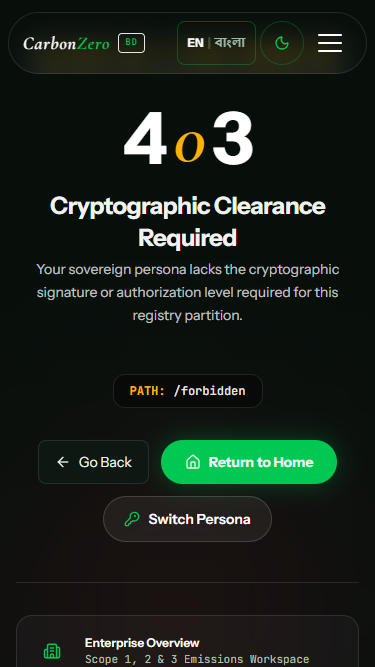 CarbonZero BD EN | বাংলা
403
Cryptographic Clearance
Required
Your sovereign persona lacks the cryptographic
signature or authorization level required for this
registry partition.
PATH: /forbidden
Go Back Return to Home
Switch Persona
Enterprise Overview
Scope 1, 2 & 3 Emissions Workspace